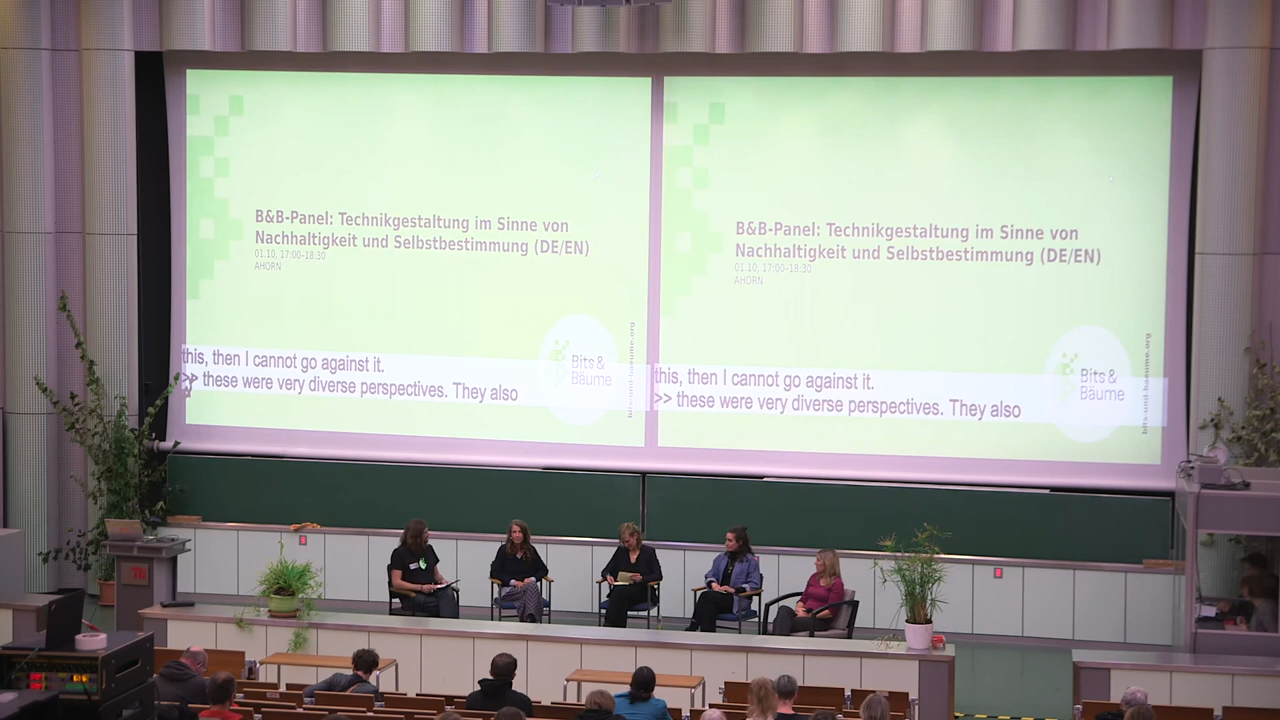 B&B-Panel: Technikgestaltung im Sinne von
Nachhaltigkeit und Selbstbestimmung (DE/EN)
01.10, 17:00–18:30
AHORN
bits-und-baeume.org
Bits &
Bäume
this, then I cannot go against it.
>> these were very diverse perspectives. They also
B&B-Panel: Technikgestaltung im Sinne von
Nachhaltigkeit und Selbstbestimmung (DE/EN)
01.10, 17:00–18:30
AHORN
bits-und-baeume.org
Bits &
Bäume
this, then I cannot go against it.
>> these were very diverse perspectives. They also